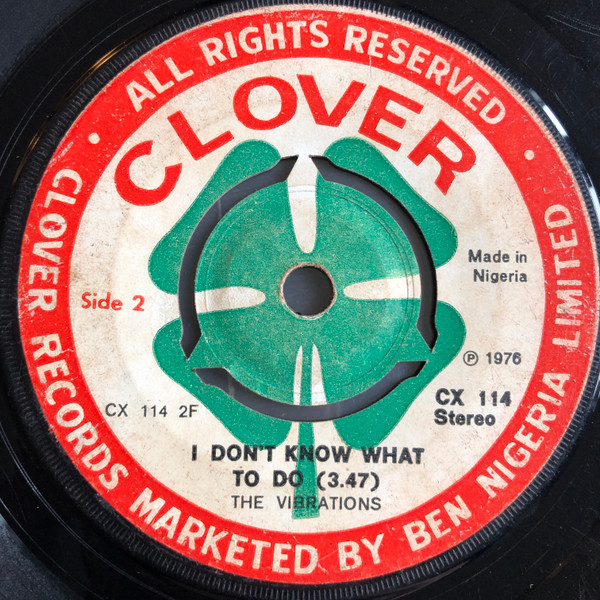 ALL RIGHTS RESERVED
CLOVER
Made in
Nigeria
Side 2
℗ 1976
CX 114 2F
CX 114
Stereo
I DON'T KNOW WHAT
TO DO (3.47)
THE VIBRATIONS
CLOVER RECORDS MARKETED BY BEN NIGERIA LIMITED